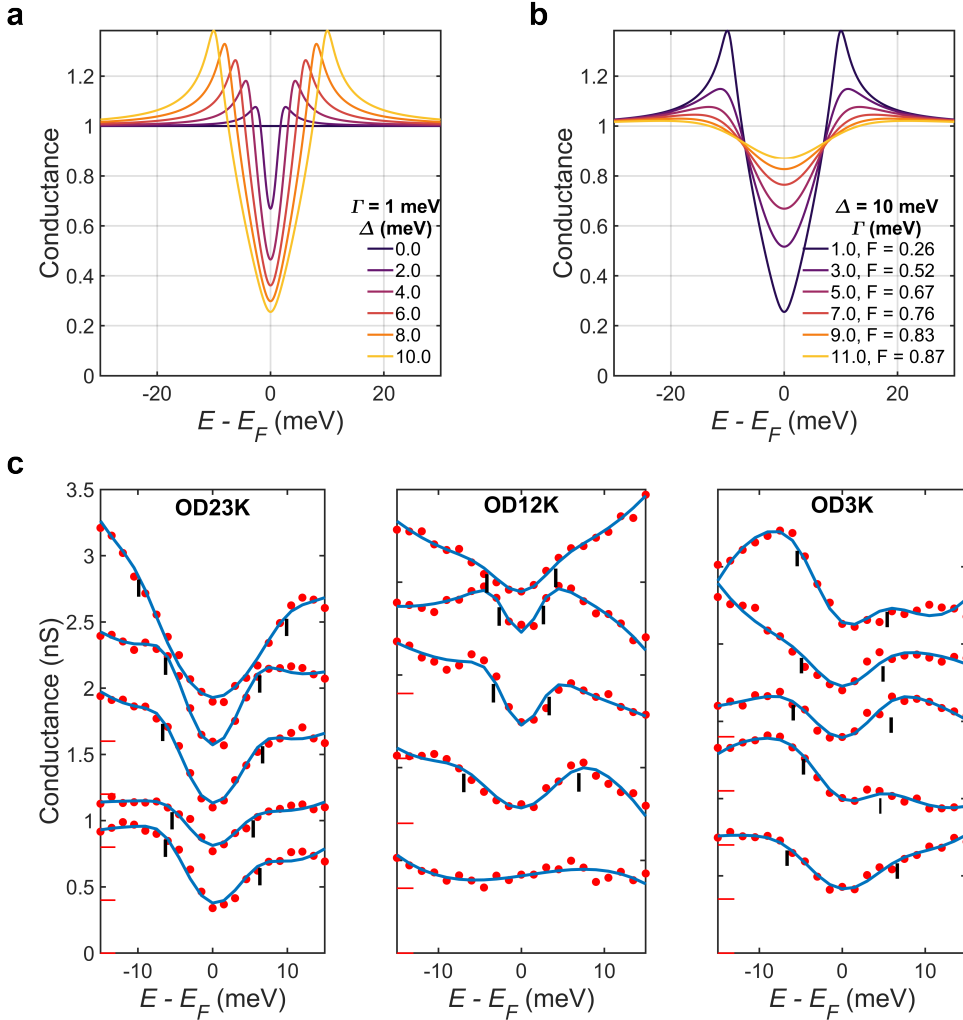 a
Conductance
1.2
1
0.8
0.6
0.4
0.2
0
-20
0
20
E - E_F (meV)
Γ = 1 meV
Δ (meV)
0.0
2.0
4.0
6.0
8.0
10.0
b
Conductance
1.2
1
0.8
0.6
0.4
0.2
0
-20
0
20
E - E_F (meV)
Δ = 10 meV
Γ (meV)
1.0, F = 0.26
3.0, F = 0.52
5.0, F = 0.67
7.0, F = 0.76
9.0, F = 0.83
11.0, F = 0.87
c
Conductance (nS)
3.5
3
2.5
2
1.5
1
0.5
0
OD23K
-10
0
10
E - E_F (meV)
OD12K
-10
0
10
E - E_F (meV)
OD3K
-10
0
10
E - E_F (meV)